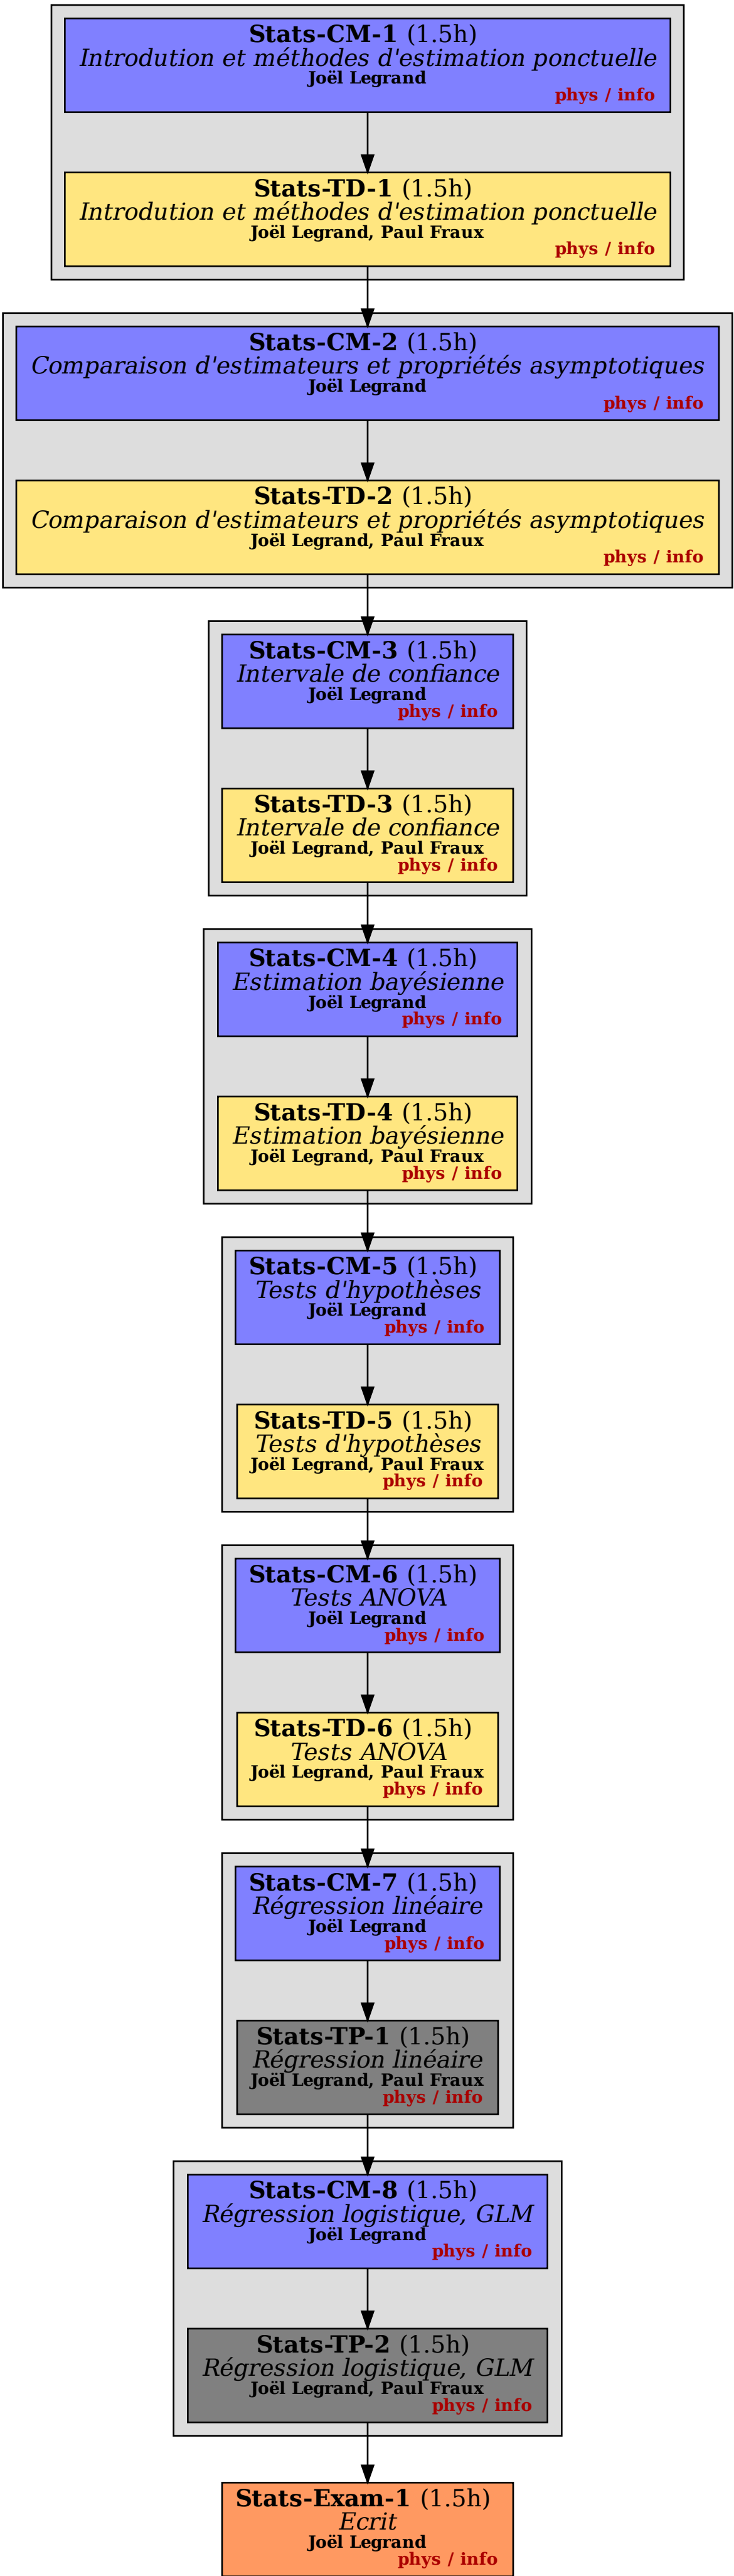 Stats-CM-1 (1.5h)
Introdution et méthodes d'estimation ponctuelle
Joël Legrand
phys / info
Stats-TD-1 (1.5h)
Introdution et méthodes d'estimation ponctuelle
Joël Legrand, Paul Fraux
phys / info
Stats-CM-2 (1.5h)
Comparaison d'estimateurs et propriétés asymptotiques
Joël Legrand
phys / info
Stats-TD-2 (1.5h)
Comparaison d'estimateurs et propriétés asymptotiques
Joël Legrand, Paul Fraux
phys / info
Stats-CM-3 (1.5h)
Intervale de confiance
Joël Legrand
phys / info
Stats-TD-3 (1.5h)
Intervale de confiance
Joël Legrand, Paul Fraux
phys / info
Stats-CM-4 (1.5h)
Estimation bayésienne
Joël Legrand
phys / info
Stats-TD-4 (1.5h)
Estimation bayésienne
Joël Legrand, Paul Fraux
phys / info
Stats-CM-5 (1.5h)
Tests d'hypothèses
Joël Legrand
phys / info
Stats-TD-5 (1.5h)
Tests d'hypothèses
Joël Legrand, Paul Fraux
phys / info
Stats-CM-6 (1.5h)
Tests ANOVA
Joël Legrand
phys / info
Stats-TD-6 (1.5h)
Tests ANOVA
Joël Legrand, Paul Fraux
phys / info
Stats-CM-7 (1.5h)
Régression linéaire
Joël Legrand
phys / info
Stats-TP-1 (1.5h)
Régression linéaire
Joël Legrand, Paul Fraux
phys / info
Stats-CM-8 (1.5h)
Régression logistique, GLM
Joël Legrand
phys / info
Stats-TP-2 (1.5h)
Régression logistique, GLM
Joël Legrand, Paul Fraux
phys / info
Stats-Exam-1 (1.5h)
Ecrit
Joël Legrand
phys / info